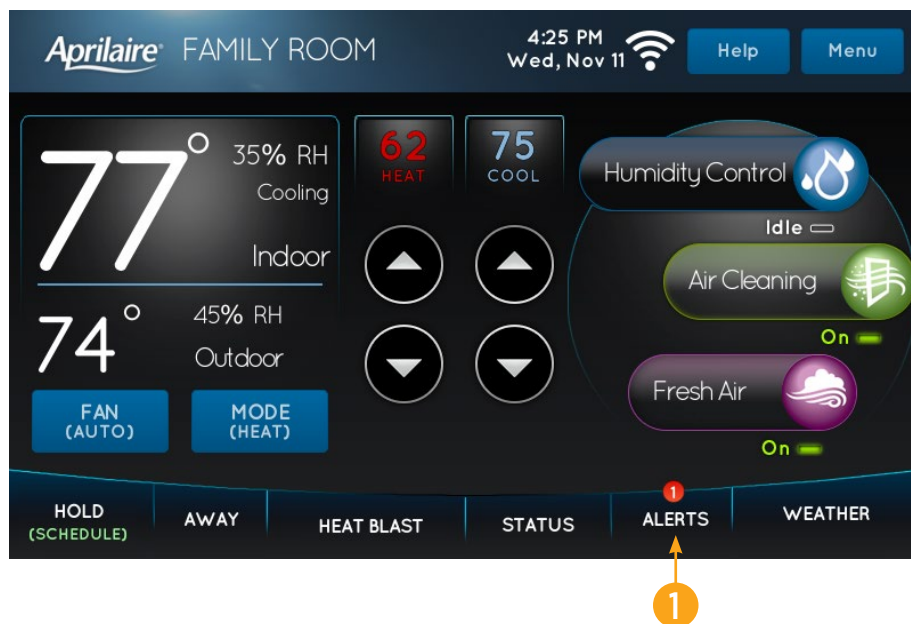 Aprilaire® FAMILY ROOM
4:25 PM
Wed, Nov 11
Help
Menu
77°
35% RH
Cooling
Indoor
74°
45% RH
Outdoor
FAN
(AUTO)
MODE
(HEAT)
62
HEAT
75
COOL
Humidity Control
Idle
Air Cleaning
On
Fresh Air
On
HOLD
(SCHEDULE)
AWAY
HEAT BLAST
STATUS
1
ALERTS
WEATHER
1